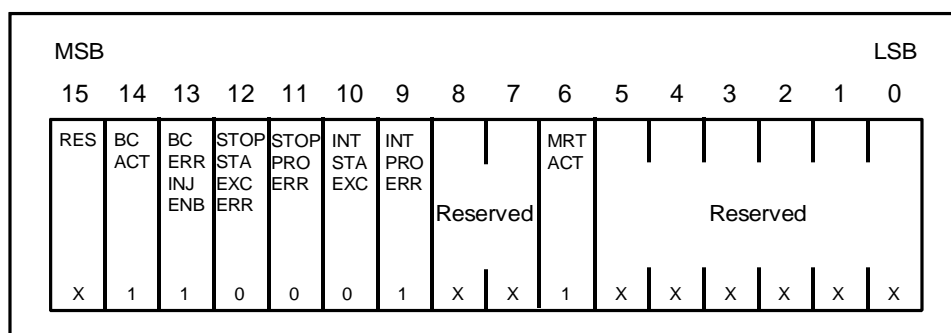 MSB LSB
15 14 13 12 11 10 9 8 7 6 5 4 3 2 1 0
RES BC BC STOP STOP INT INT MRT
ACT ERR STA PRO STA PRO ACT
INJ EXC ERR EXC ERR
ENB ERR
Reserved Reserved
X 1 1 0 0 0 1 X X 1 X X X X X X